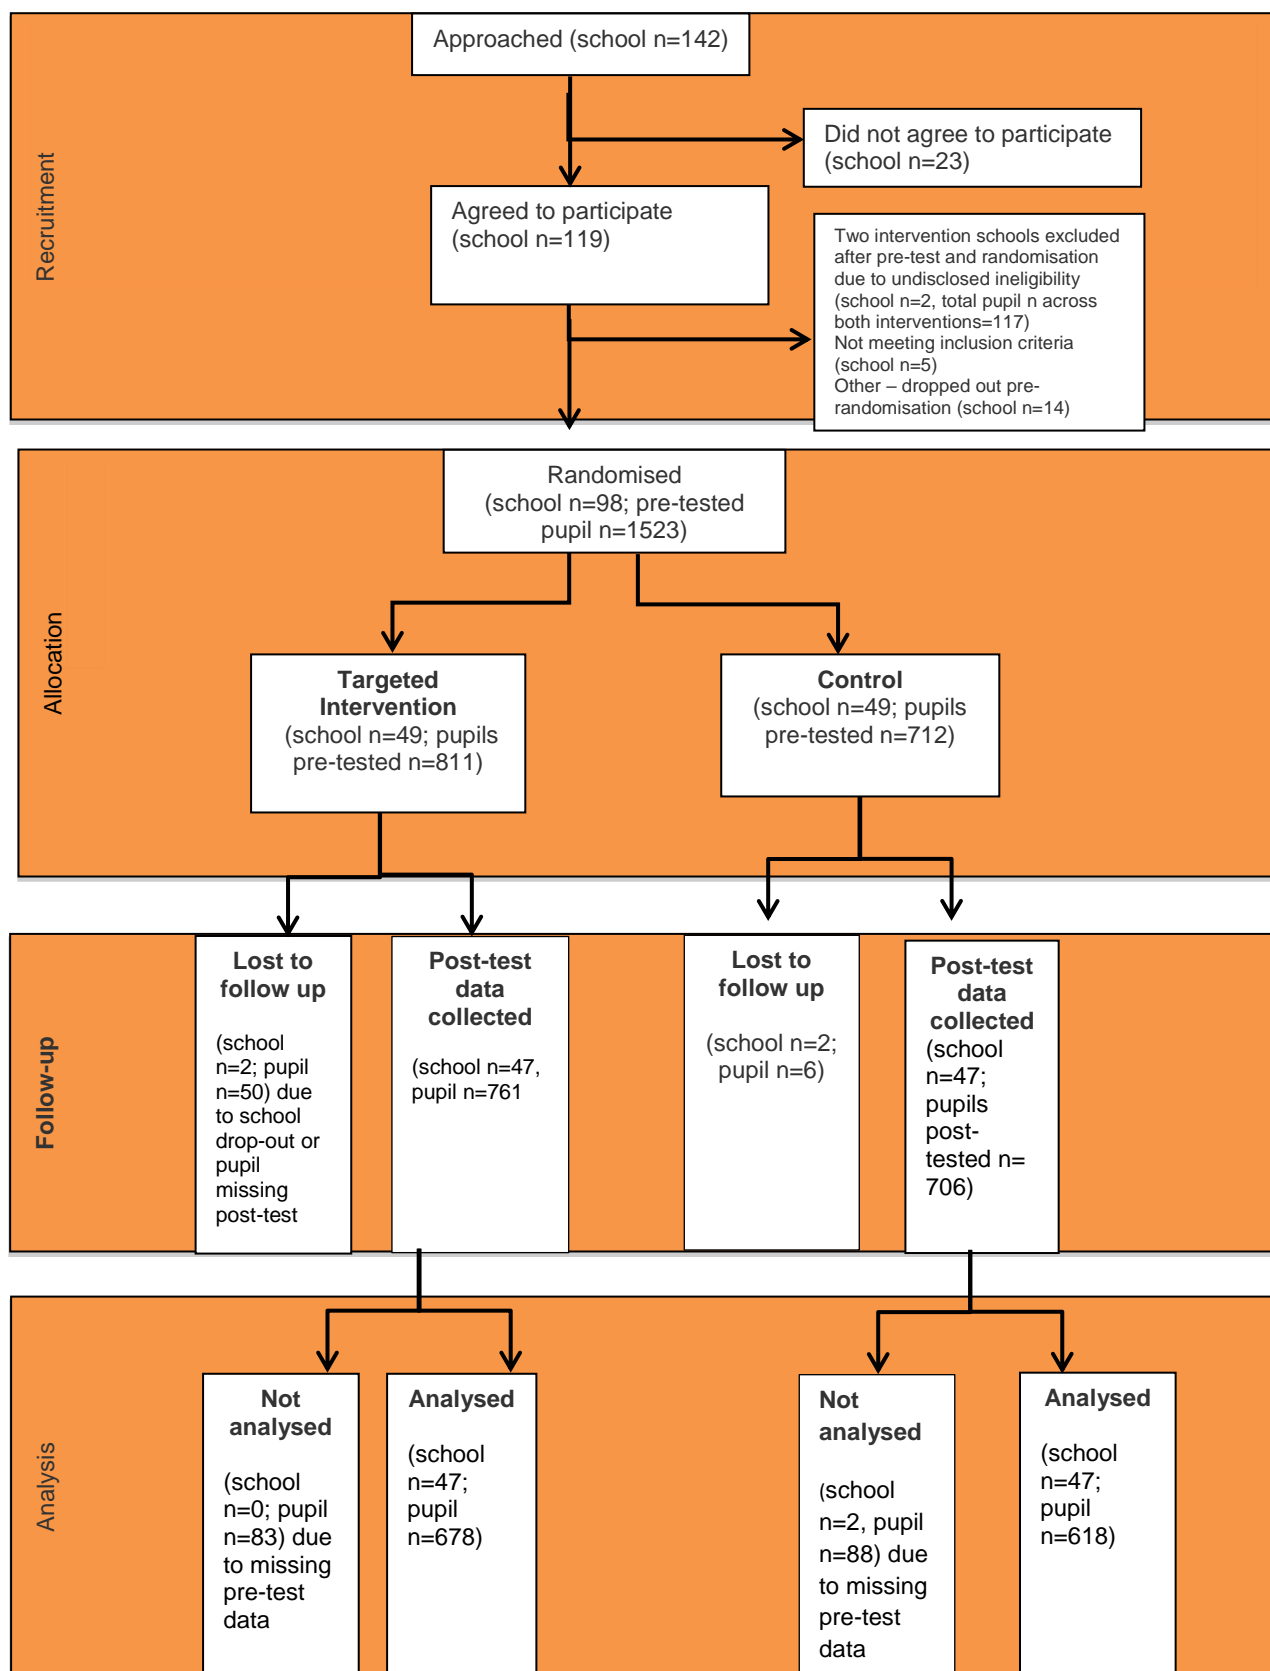 Approached (school n=142)
Did not agree to participate
(school n=23)
Recruitment
Agreed to participate
(school n=119)
Two intervention schools excluded
after pre-test and randomisation
due to undisclosed ineligibility
(school n=2, total pupil n across
both interventions=117)
Not meeting inclusion criteria
(school n=5)
Other – dropped out pre-
randomisation (school n=14)
Randomised
(school n=98; pre-tested
pupil n=1523)
Allocation
Targeted
Intervention
(school n=49; pupils
pre-tested n=811)
Control
(school n=49; pupils
pre-tested n=712)
Follow-up
Lost to
follow up
(school
n=2; pupil
n=50) due
to school
drop-out or
pupil
missing
post-test
Post-test
data
collected
(school n=47,
pupil n=761
Lost to
follow up
(school n=2;
pupil n=6)
Post-test
data
collected
(school
n=47;
pupils
post-
tested n=
706)
Analysis
Not
analysed
(school
n=0; pupil
n=83) due
to missing
pre-test
data
Analysed
(school
n=47;
pupil
n=678)
Not
analysed
(school
n=2, pupil
n=88) due
to missing
pre-test
data
Analysed
(school
n=47;
pupil
n=618)